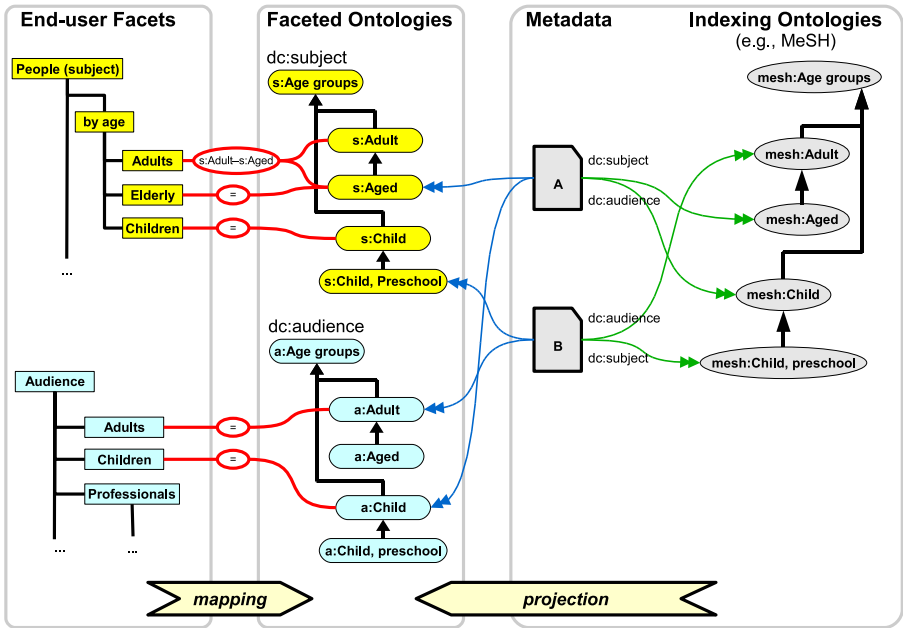 End-user Facets
People (subject)
by age
Adults
Elderly
Children
...
Audience
Adults
Children
Professionals
...
...
s:Adult–s:Aged
=
=
=
=
mapping
Faceted Ontologies
dc:subject
s:Age groups
s:Adult
s:Aged
s:Child
s:Child, Preschool
dc:audience
a:Age groups
a:Adult
a:Aged
a:Child
a:Child, preschool
Metadata
A
dc:subject
dc:audience
B
dc:audience
dc:subject
Indexing Ontologies
(e.g., MeSH)
mesh:Age groups
mesh:Adult
mesh:Aged
mesh:Child
mesh:Child, preschool
projection